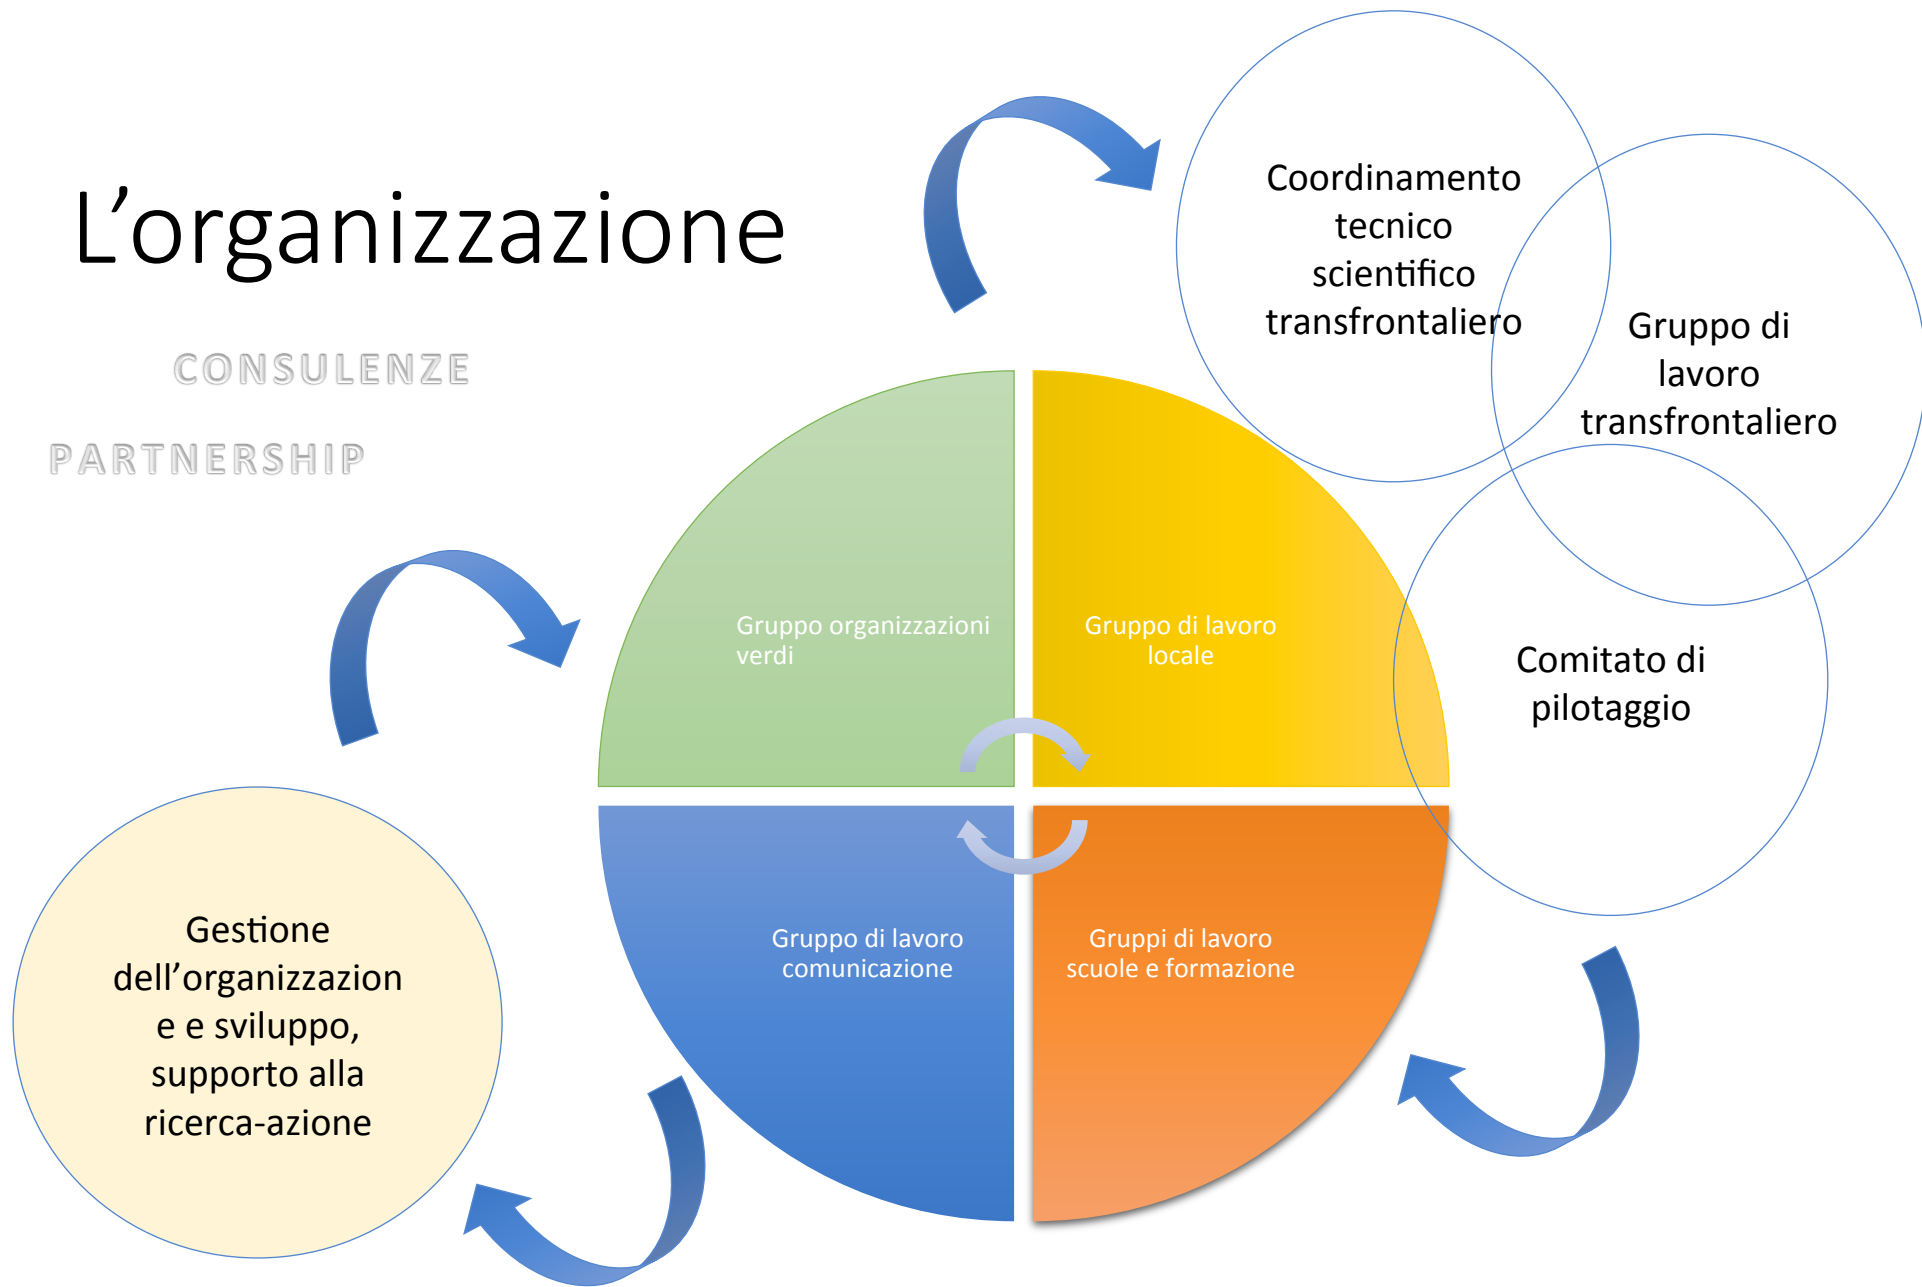 L’organizzazione
CONSULENZE
PARTNERSHIP
Coordinamento
tecnico
scientifico
transfrontaliero
Gruppo di
lavoro
transfrontaliero
Comitato di
pilotaggio
Gruppo organizzazioni
verdi
Gruppo di lavoro
locale
Gruppo di lavoro
comunicazione
Gruppi di lavoro
scuole e formazione
Gestione
dell’organizzazion
e e sviluppo,
supporto alla
ricerca-azione